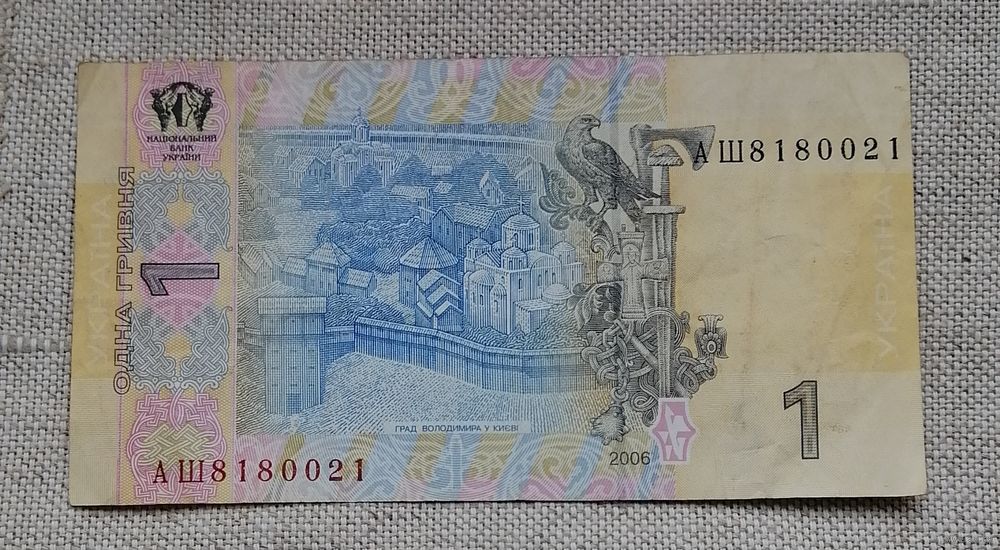 НАЦІОНАЛЬНИЙ
БАНК
УКРАЇНИ
АШ8180021
ОДНА ГРИВНЯ
УКРАЇНА
1
УКРАЇНА
ГРАД ВОЛОДИМИРА У КИЄВІ
2006
1
АШ8180021